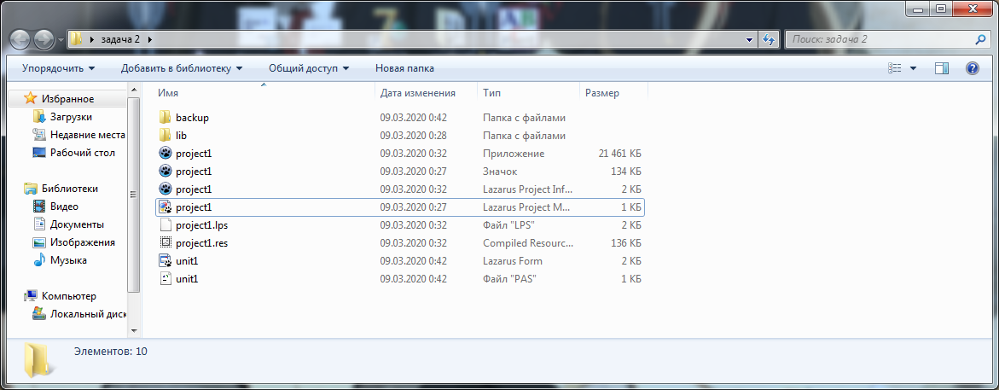 задача 2
Поиск: задача 2
Упорядочить Добавить в библиотеку Общий доступ Новая папка
Избранное
Загрузки
Недавние места
Рабочий стол
Библиотеки
Видео
Документы
Изображения
Музыка
Компьютер
Локальный диск
Имя Дата изменения Тип Размер
backup 09.03.2020 0:42 Папка с файлами
lib 09.03.2020 0:28 Папка с файлами
project1 09.03.2020 0:32 Приложение 21 461 КБ
project1 09.03.2020 0:27 Значок 134 КБ
project1 09.03.2020 0:32 Lazarus Project Inf... 2 КБ
project1 09.03.2020 0:27 Lazarus Project M... 1 КБ
project1.lps 09.03.2020 0:32 Файл "LPS" 2 КБ
project1.res 09.03.2020 0:32 Compiled Resourc... 136 КБ
unit1 09.03.2020 0:42 Lazarus Form 2 КБ
unit1 09.03.2020 0:42 Файл "PAS" 1 КБ
Элементов: 10